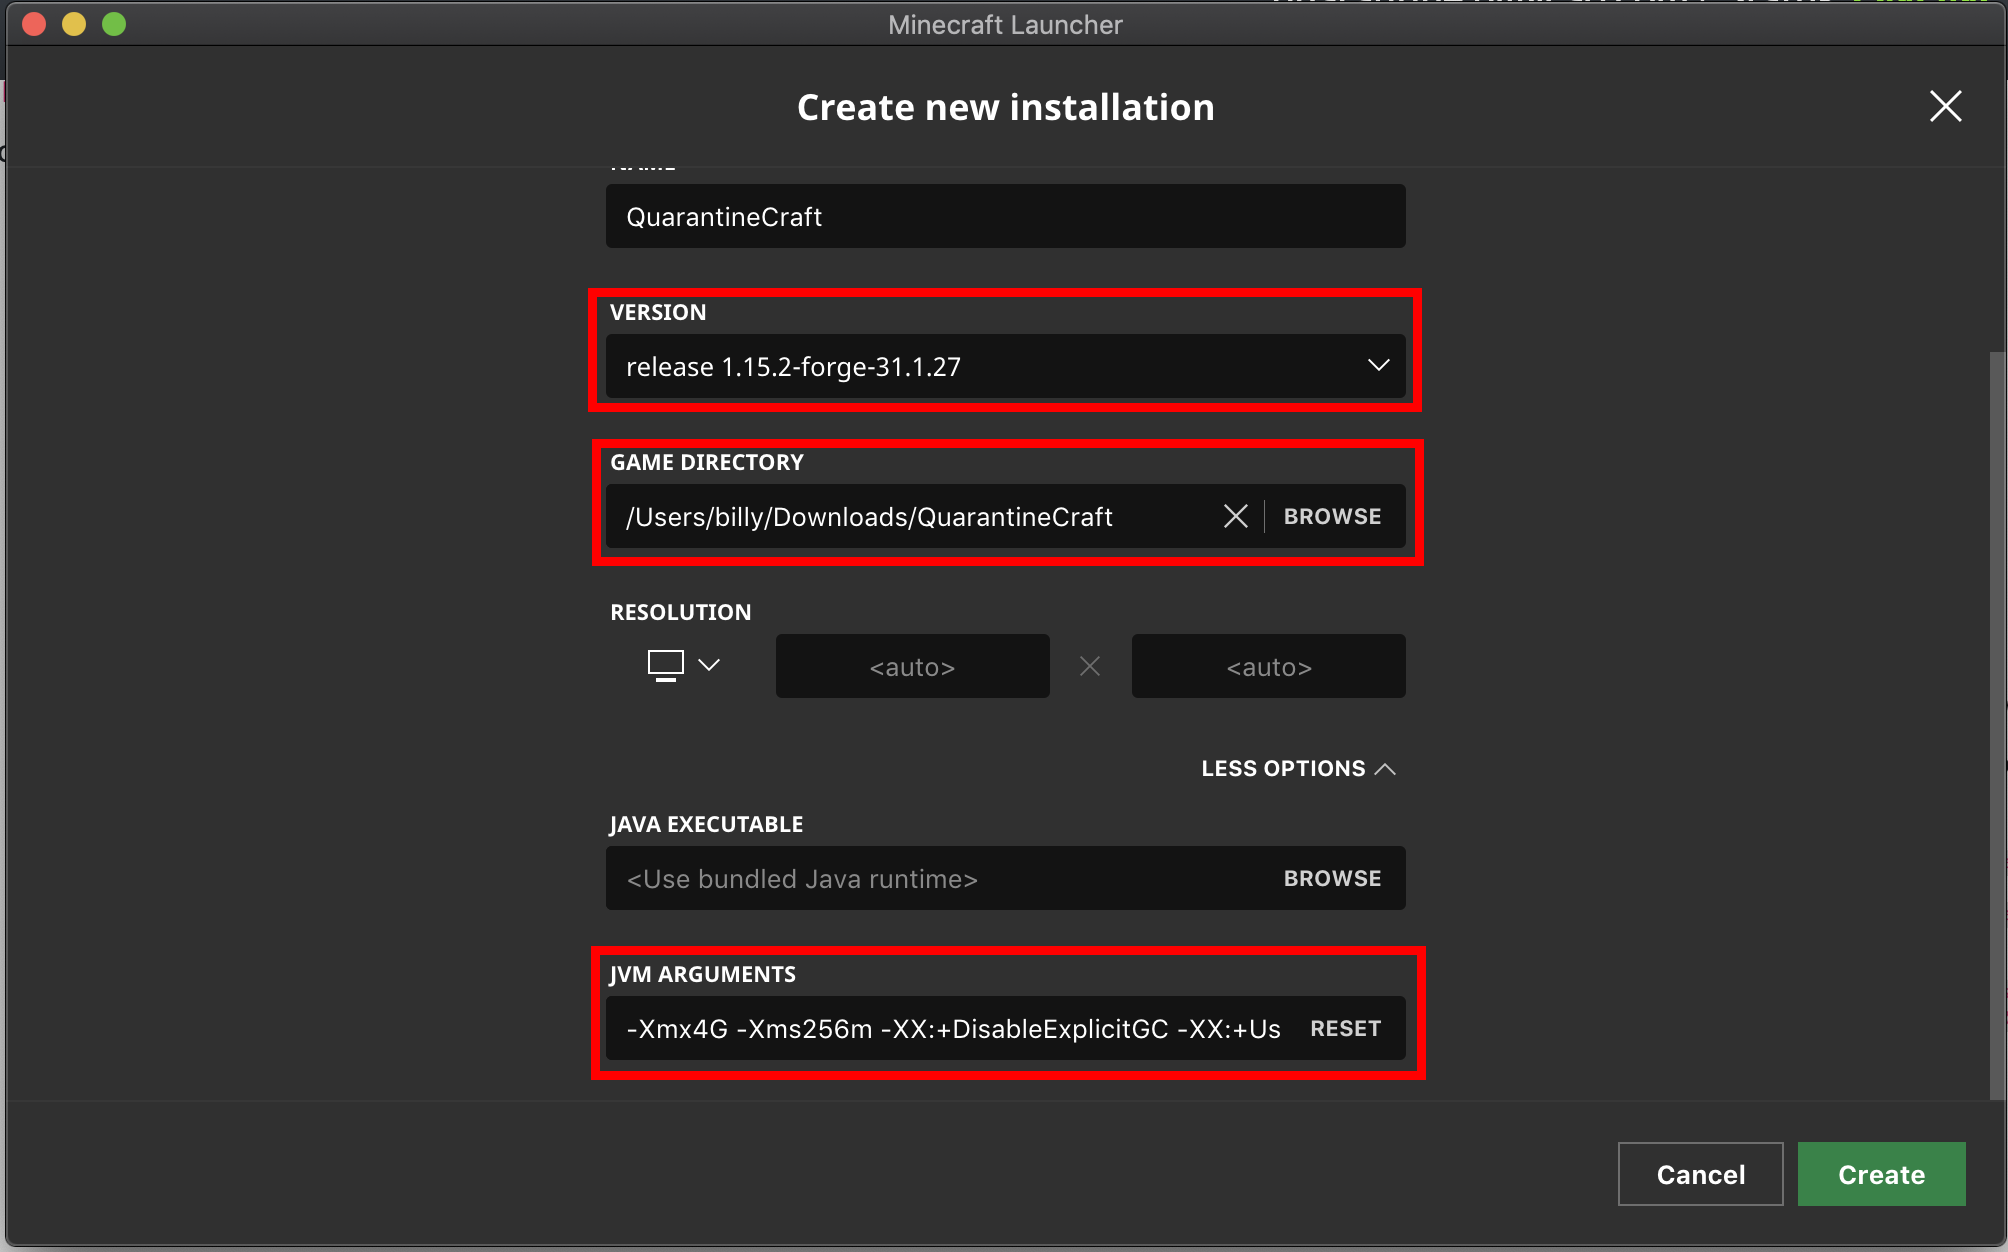 Minecraft Launcher
Create new installation
NAME
QuarantineCraft
VERSION
release 1.15.2-forge-31.1.27
GAME DIRECTORY
/Users/billy/Downloads/QuarantineCraft
BROWSE
RESOLUTION
<auto>
<auto>
LESS OPTIONS
JAVA EXECUTABLE
<Use bundled Java runtime>
BROWSE
JVM ARGUMENTS
-Xmx4G -Xms256m -XX:+DisableExplicitGC -XX:+Us
RESET
Cancel
Create